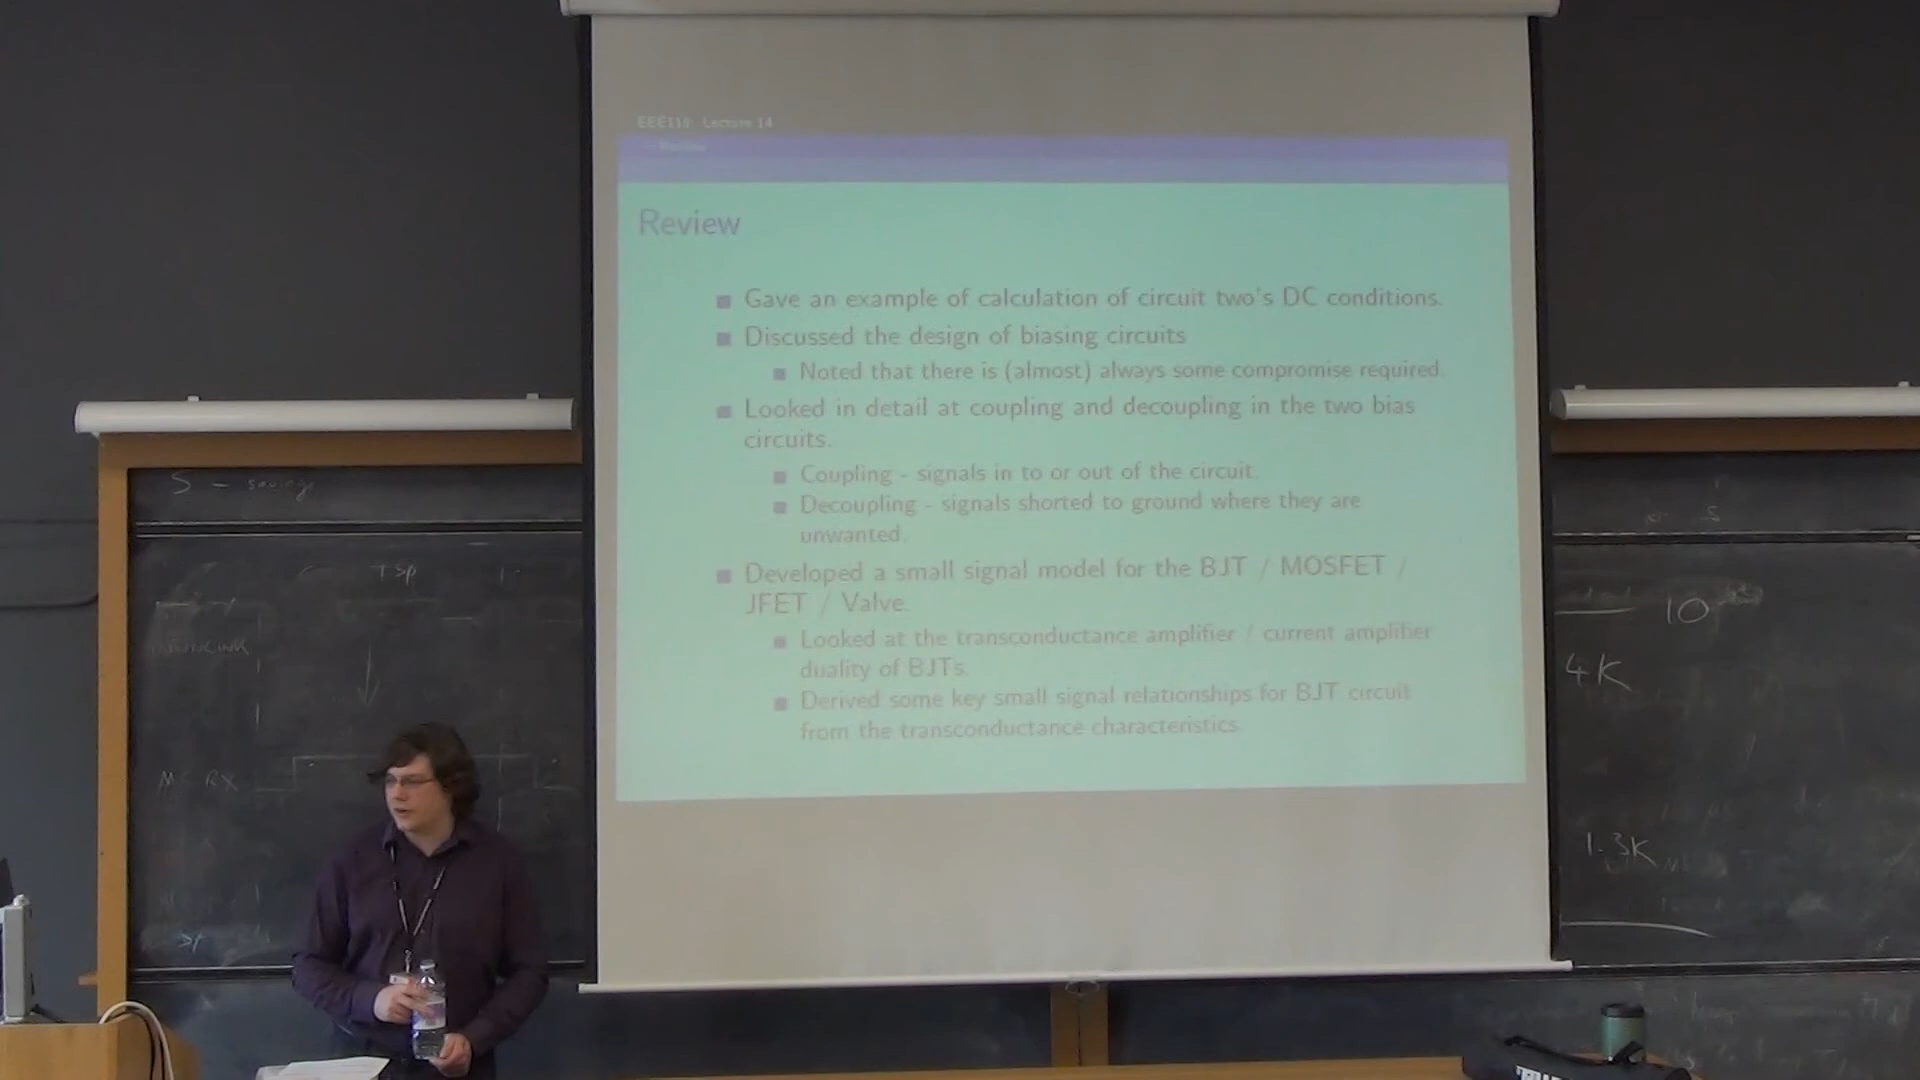 EEE118: Lecture 14
Review
Review
Gave an example of calculation of circuit two's DC conditions.
Discussed the design of biasing circuits
Noted that there is (almost) always some compromise required.
Looked in detail at coupling and decoupling in the two bias
circuits.
Coupling - signals in to or out of the circuit.
Decoupling - signals shorted to ground where they are
unwanted.
Developed a small signal model for the BJT / MOSFET /
JFET / Valve.
Looked at the transconductance amplifier / current amplifier
duality of BJTs.
Derived some key small signal relationships for BJT circuit
from the transconductance characteristics.
S - savings
Tsp
DOWNLINK
RX
10
4K
1.3K